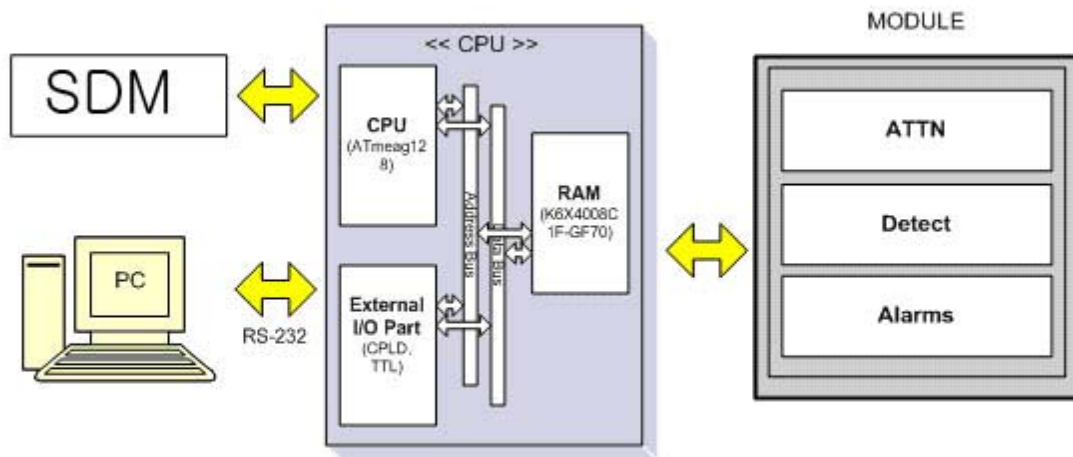 MODULE
<< CPU >>
SDM
CPU
(ATmeag12
8)
ATTN
RAM
(K6X4008C
1F-GF70)
Address Bus
ata Bus
Detect
PC
RS-232
External
I/O Part
(CPLD,
TTL)
Alarms